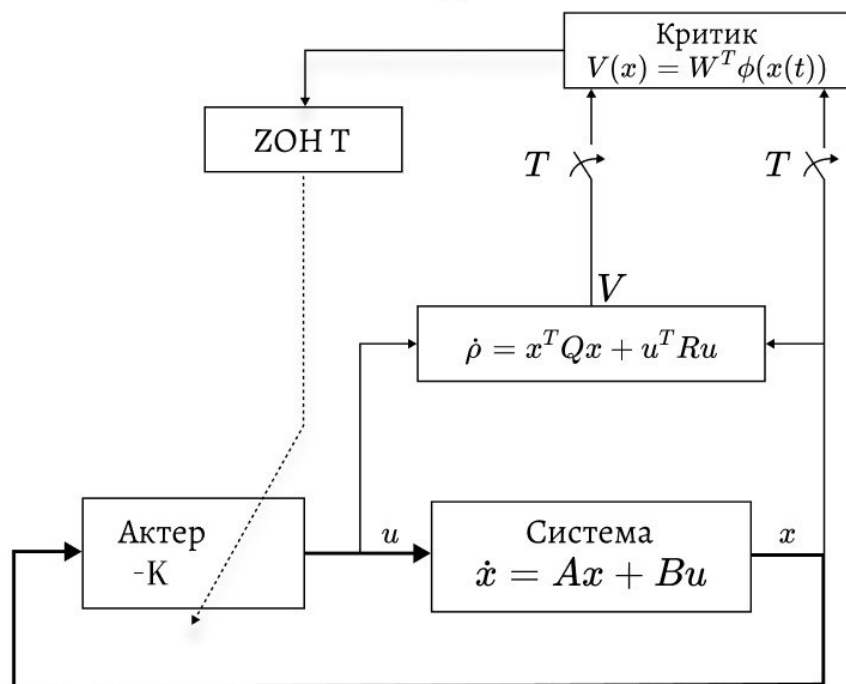 Критик
V(x) = W^T ϕ(x(t))
ZOH T
T
T
V
ρ̇ = x^T Qx + u^T Ru
Актер
-K
u
Система
ẋ = Ax + Bu
x